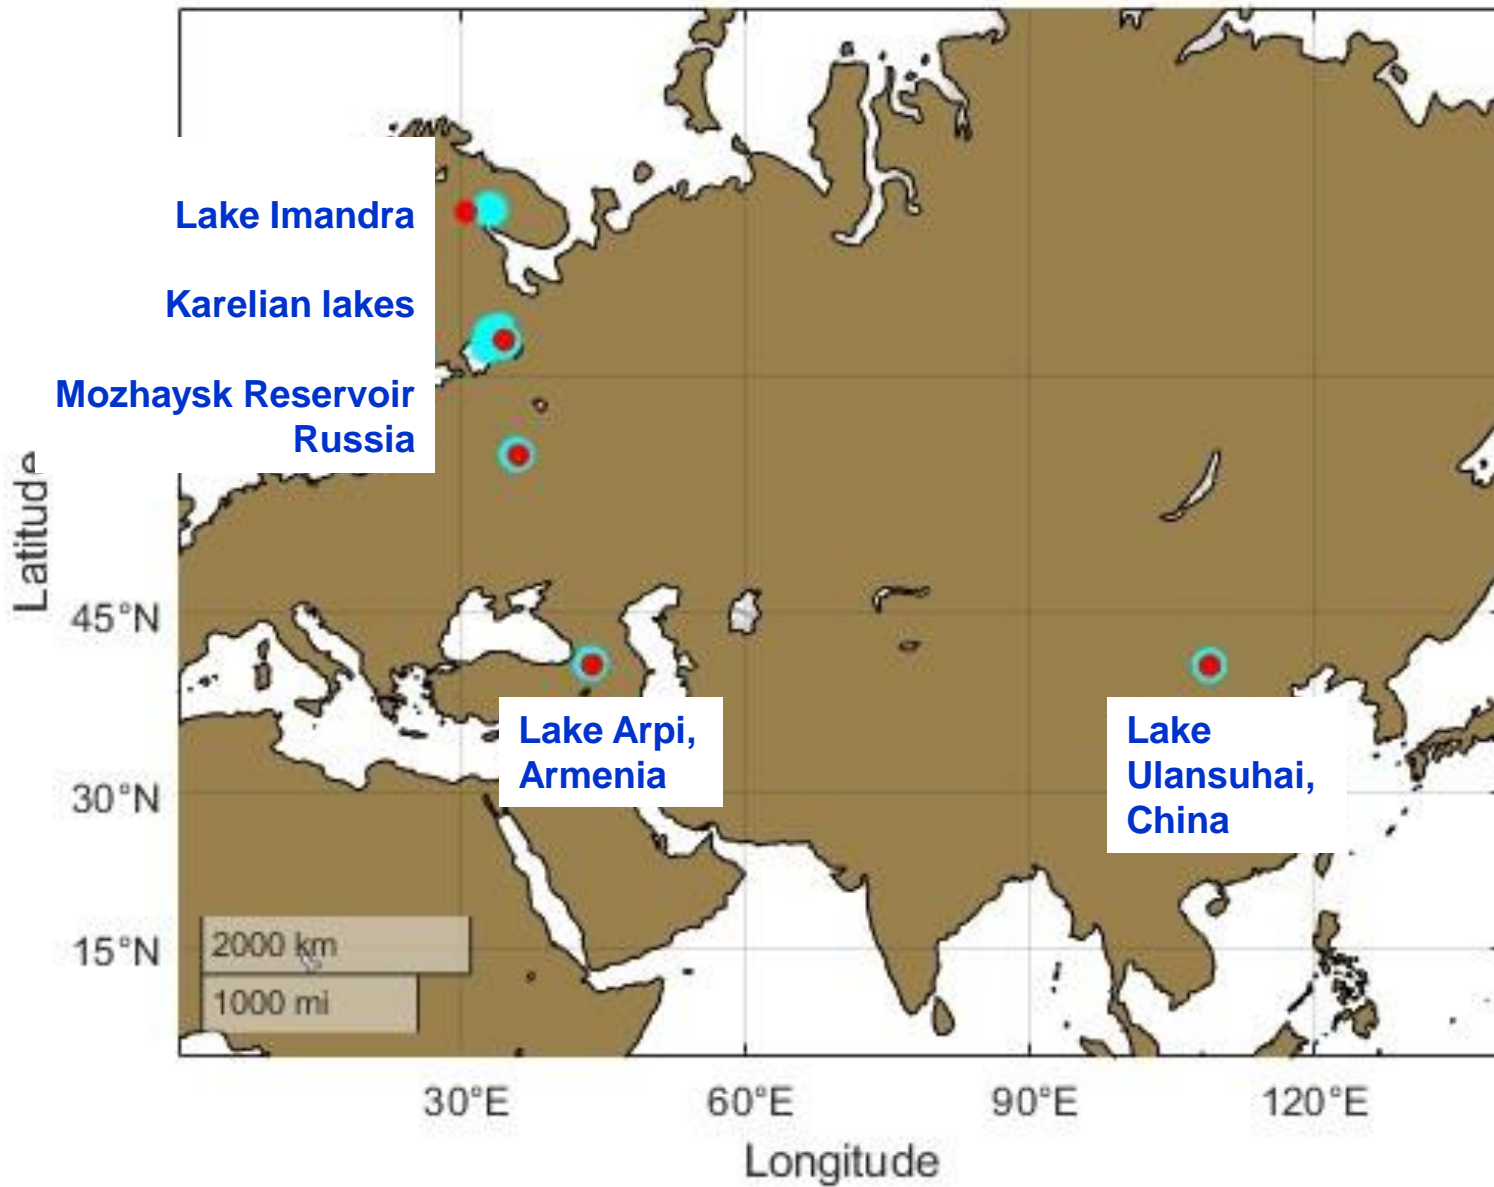 Lake Imandra
Karelian lakes
Mozhaysk Reservoir
Russia
Latitude
45°N
30°N
15°N
Lake Arpi,
Armenia
Lake
Ulansuhai,
China
2000 km
1000 mi
30°E
60°E
90°E
120°E
Longitude